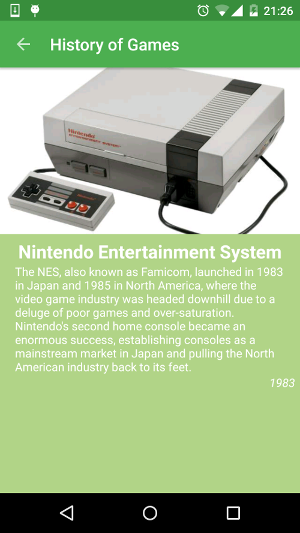 21:26
History of Games
Nintendo
ENTERTAINMENT SYSTEM
Nintendo Entertainment System
The NES, also known as Famicom, launched in 1983
in Japan and 1985 in North America, where the
video game industry was headed downhill due to a
deluge of poor games and over-saturation.
Nintendo's second home console became an
enormous success, establishing consoles as a
mainstream market in Japan and pulling the North
American industry back to its feet.
1983